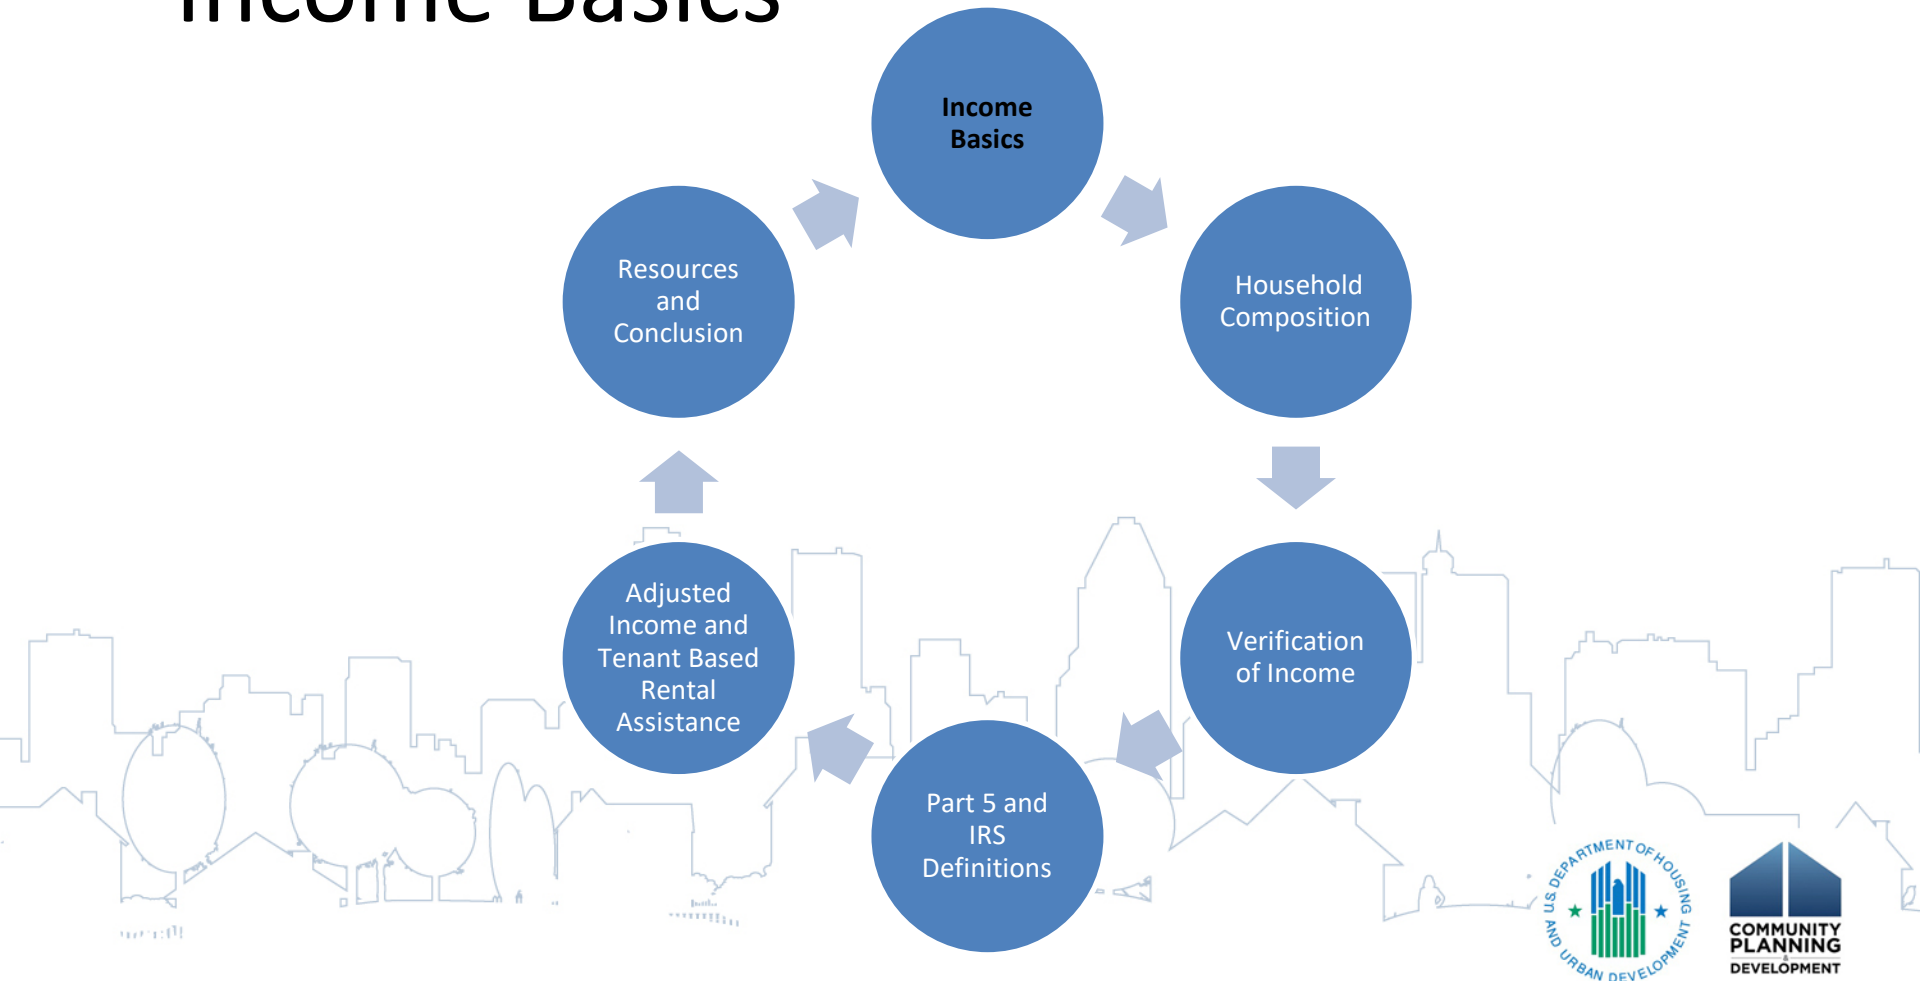 Income Basics
Income
Basics
Household
Composition
Verification
of Income
Part 5 and
IRS
Definitions
Adjusted
Income and
Tenant Based
Rental
Assistance
Resources
and
Conclusion
U.S. DEPARTMENT OF HOUSING
AND URBAN DEVELOPMENT
COMMUNITY
PLANNING
&
DEVELOPMENT